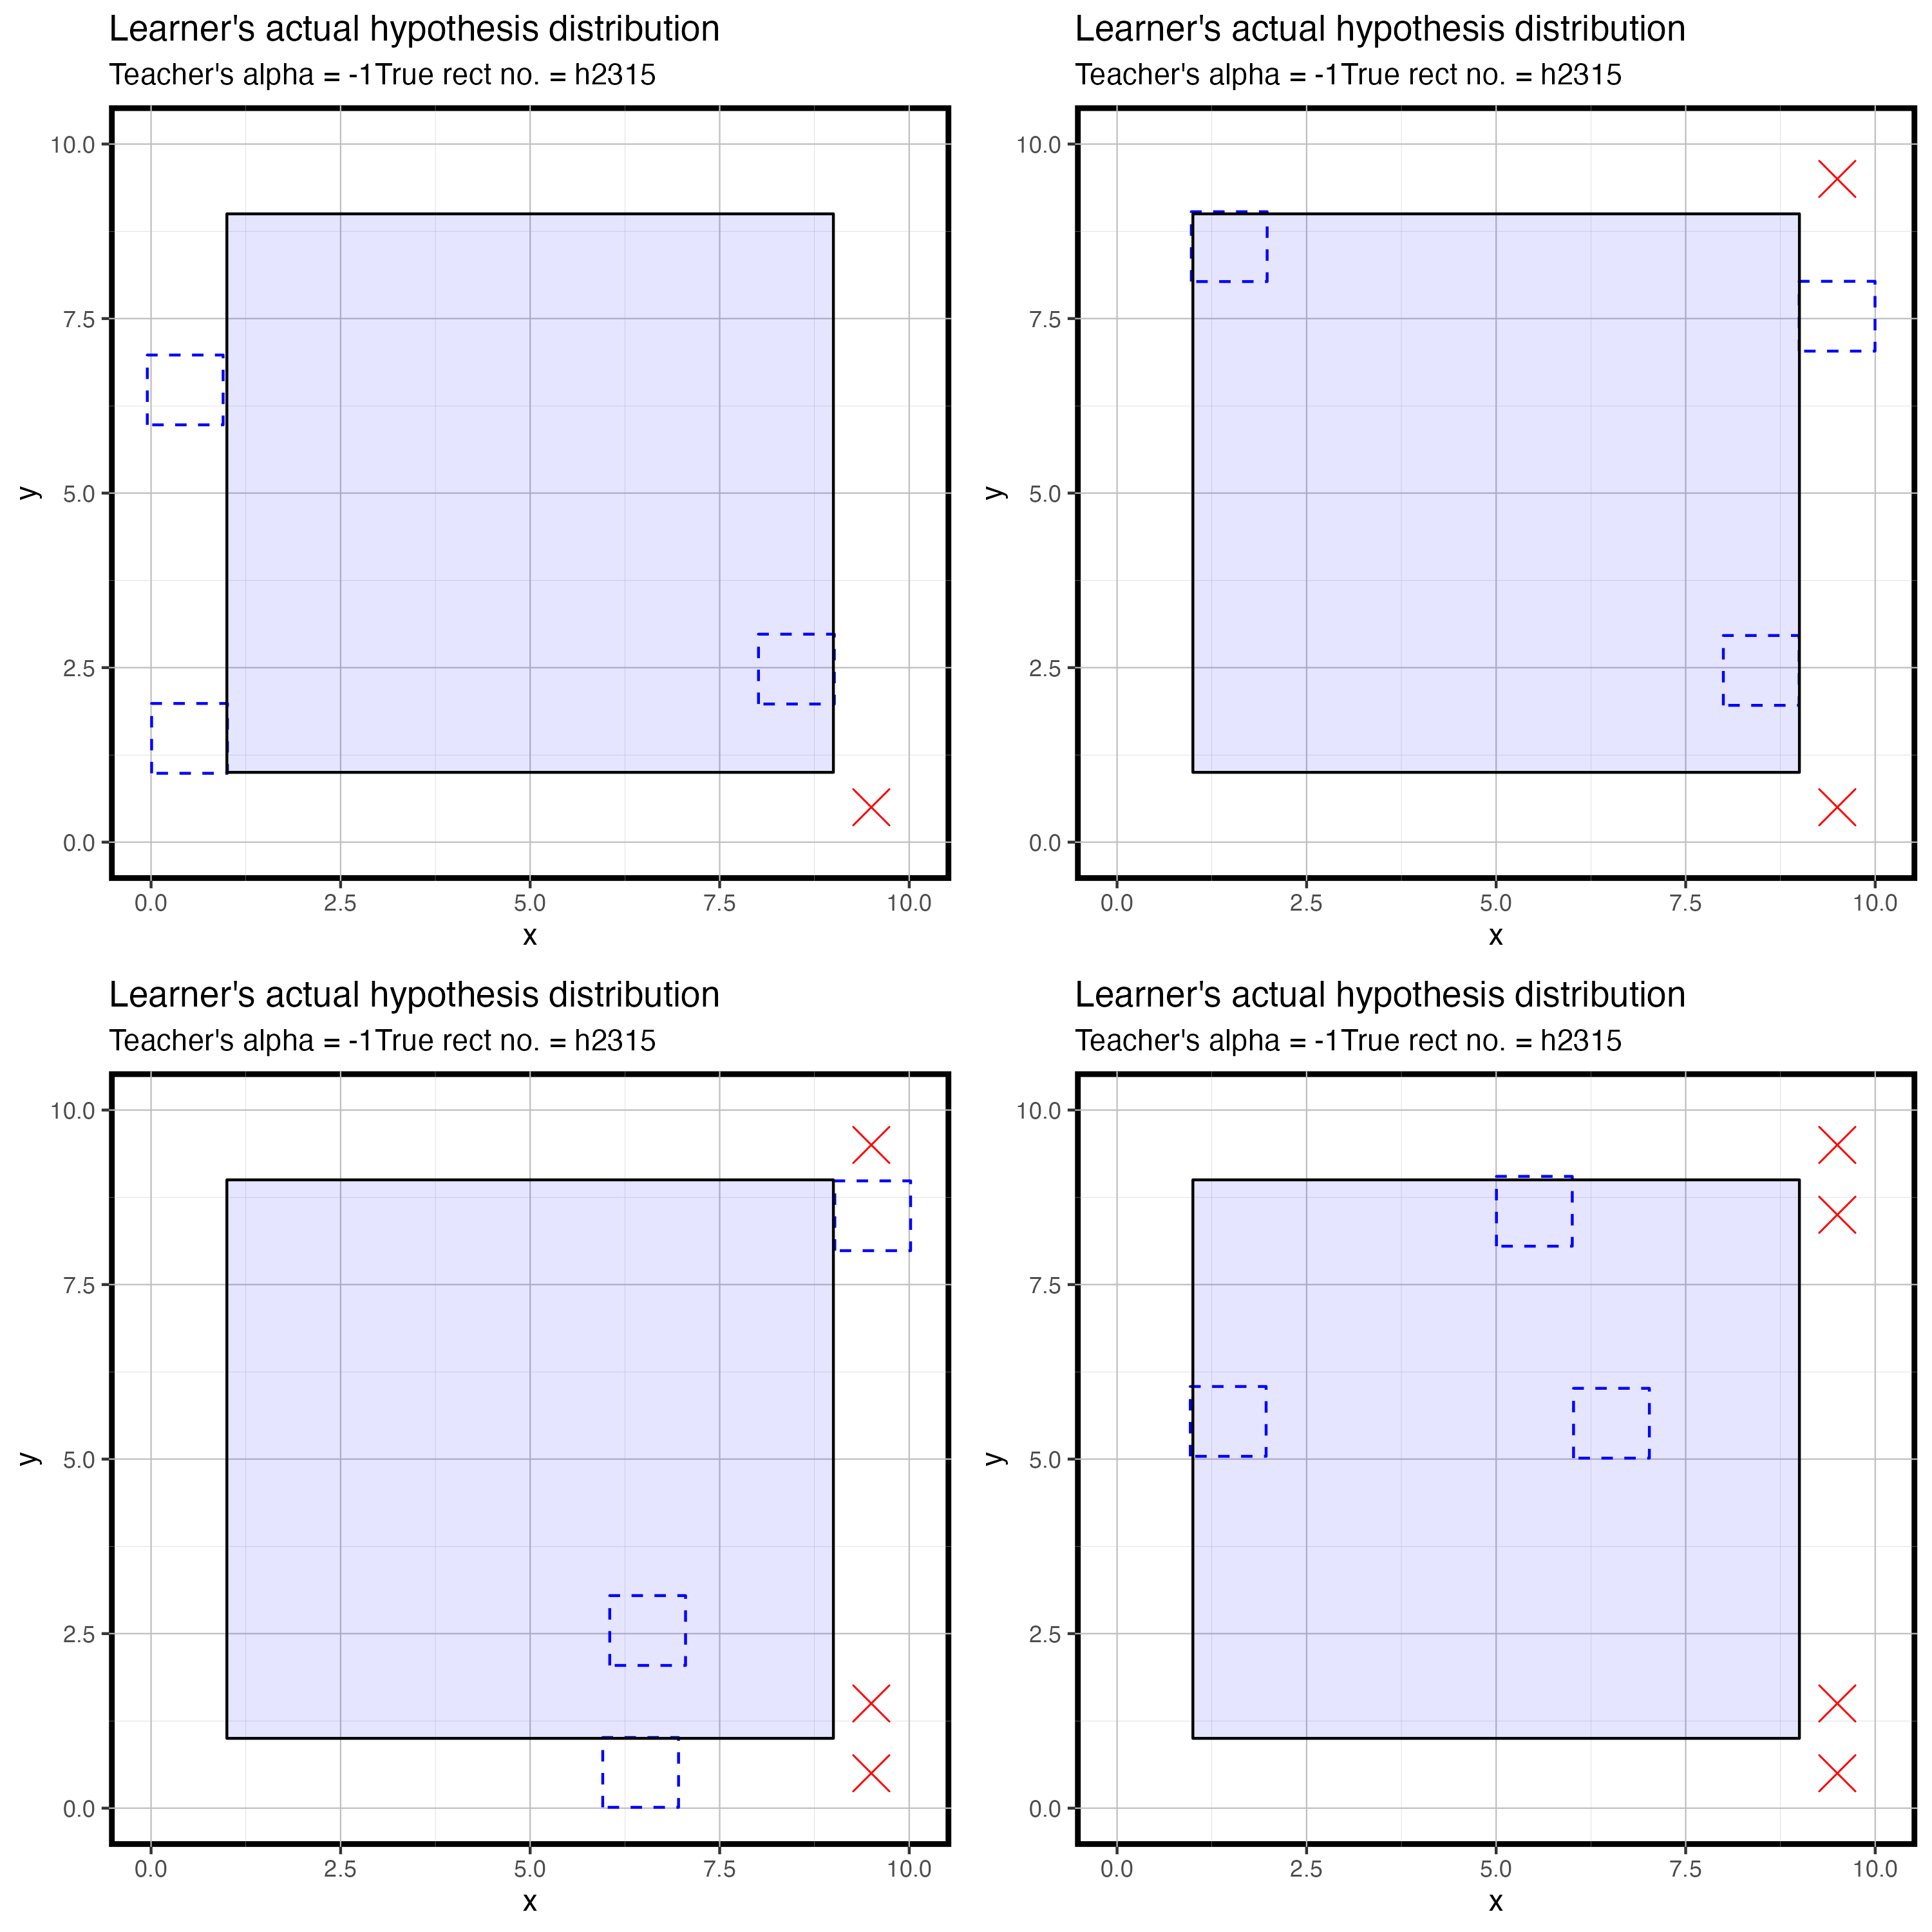 Learner's actual hypothesis distribution
Teacher's alpha = -1True rect no. = h2315
10.0
7.5
5.0
2.5
0.0
y
0.0 2.5 5.0 7.5 10.0
x
Learner's actual hypothesis distribution
Teacher's alpha = -1True rect no. = h2315
10.0
7.5
5.0
2.5
0.0
y
0.0 2.5 5.0 7.5 10.0
x
Learner's actual hypothesis distribution
Teacher's alpha = -1True rect no. = h2315
10.0
7.5
5.0
2.5
0.0
y
0.0 2.5 5.0 7.5 10.0
x
Learner's actual hypothesis distribution
Teacher's alpha = -1True rect no. = h2315
10.0
7.5
5.0
2.5
0.0
y
0.0 2.5 5.0 7.5 10.0
x